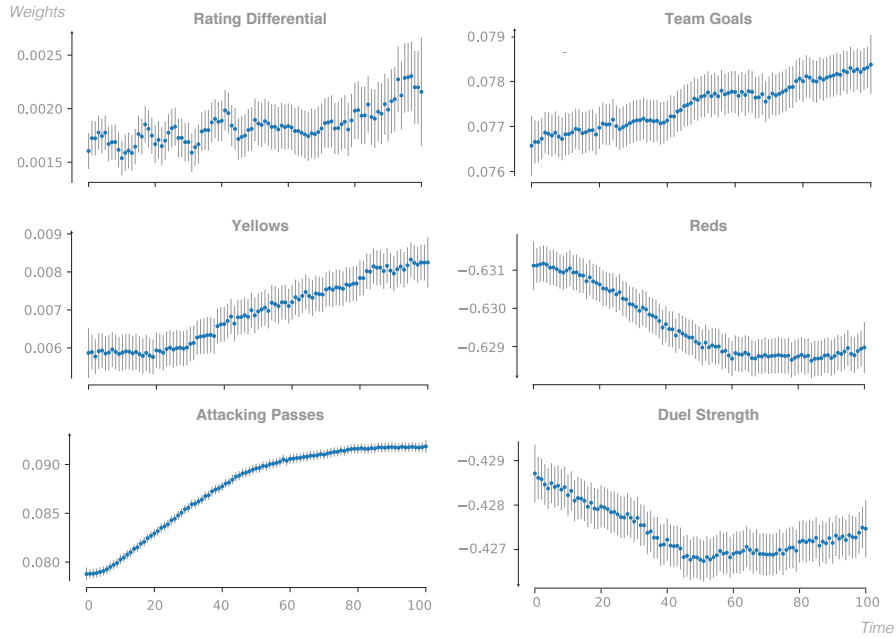 Weights
Rating Differential
Team Goals
0.0025
0.0020
0.0015
0.079
0.078
0.077
0.076
Yellows
Reds
0.009
0.008
0.007
0.006
−0.631
−0.630
−0.629
Attacking Passes
Duel Strength
0.090
0.085
0.080
−0.429
−0.428
−0.427
0 20 40 60 80 100
0 20 40 60 80 100
Time